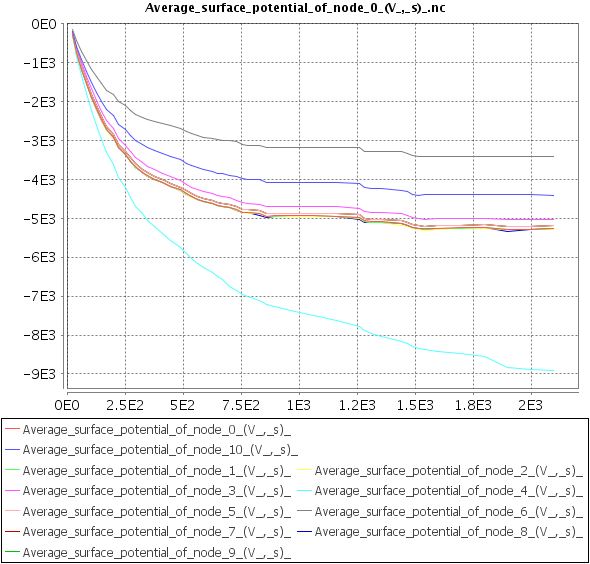 Average_surface_potential_of_node_0_(V_,_s)_.nc
0E0
-1E3
-2E3
-3E3
-4E3
-5E3
-6E3
-7E3
-8E3
-9E3
0E0 2.5E2 5E2 7.5E2 1E3 1.2E3 1.5E3 1.8E3 2E3
Average_surface_potential_of_node_0_(V_,_s)_
Average_surface_potential_of_node_10_(V_,_s)_
Average_surface_potential_of_node_1_(V_,_s)_ Average_surface_potential_of_node_2_(V_,_s)_
Average_surface_potential_of_node_3_(V_,_s)_ Average_surface_potential_of_node_4_(V_,_s)_
Average_surface_potential_of_node_5_(V_,_s)_ Average_surface_potential_of_node_6_(V_,_s)_
Average_surface_potential_of_node_7_(V_,_s)_ Average_surface_potential_of_node_8_(V_,_s)_
Average_surface_potential_of_node_9_(V_,_s)_